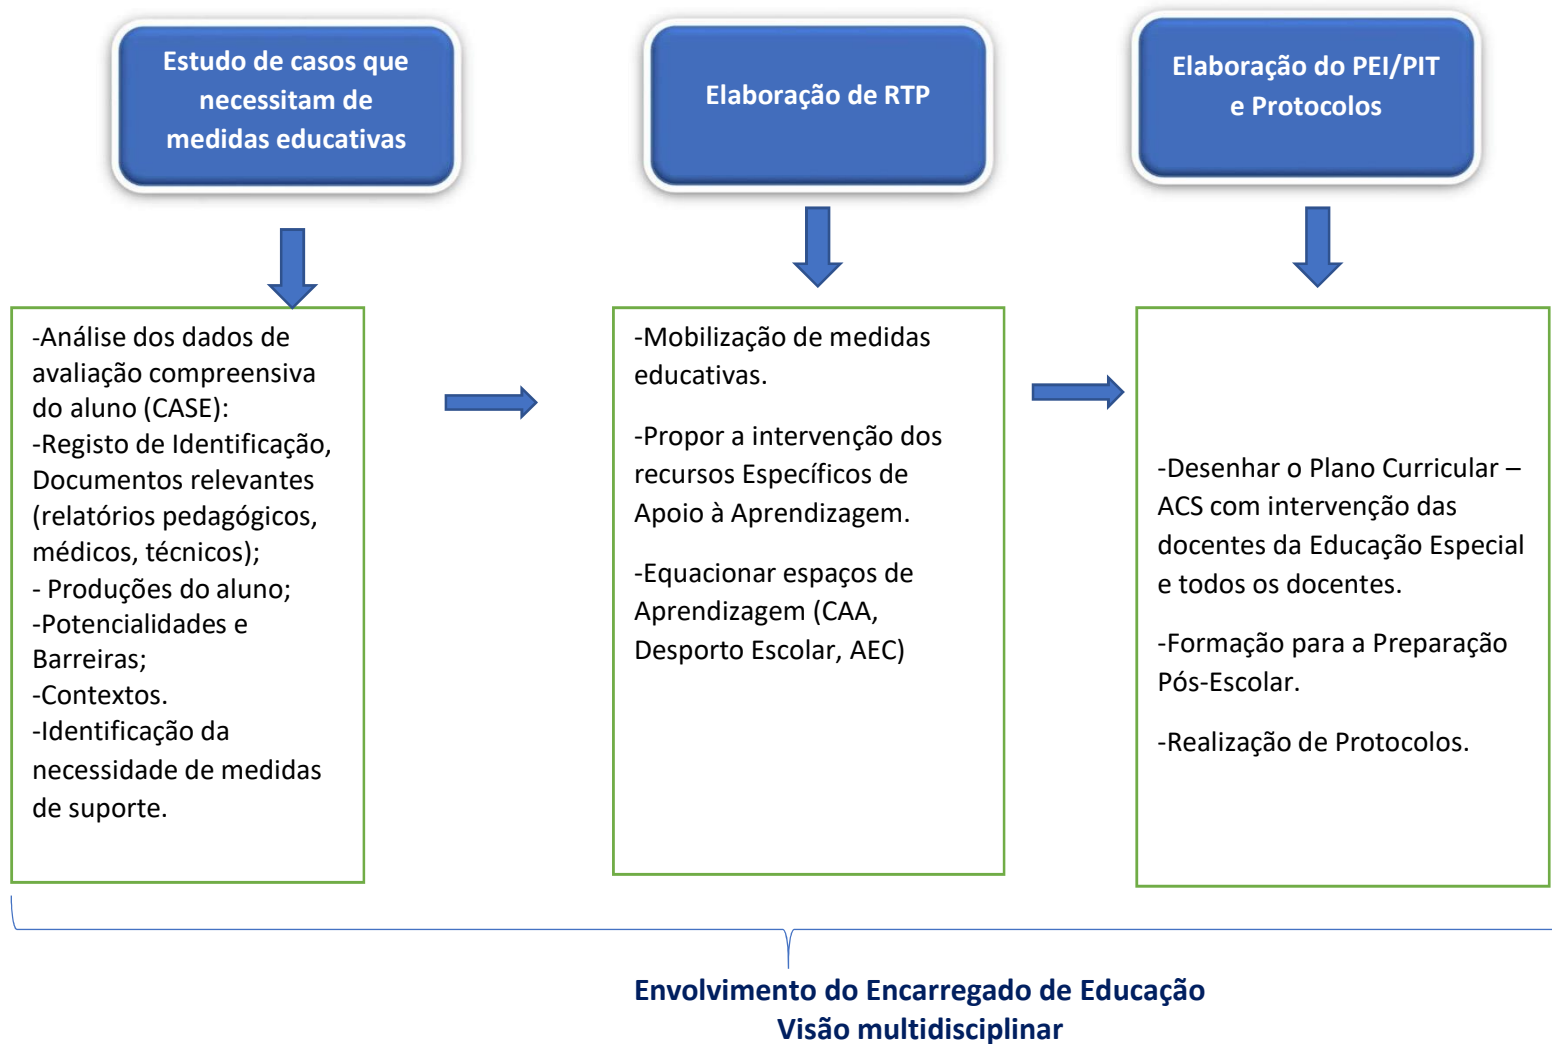 Estudo de casos que
necessitam de
medidas educativas
Elaboração de RTP
Elaboração do PEI/PIT
e Protocolos
-Análise dos dados de
avaliação compreensiva
do aluno (CASE):
-Registo de Identificação,
Documentos relevantes
(relatórios pedagógicos,
médicos, técnicos);
- Produções do aluno;
-Potencialidades e
Barreiras;
-Contextos.
-Identificação da
necessidade de medidas
de suporte.
-Mobilização de medidas
educativas.
-Propor a intervenção dos
recursos Específicos de
Apoio à Aprendizagem.
-Equacionar espaços de
Aprendizagem (CAA,
Desporto Escolar, AEC)
-Desenhar o Plano Curricular –
ACS com intervenção das
docentes da Educação Especial
e todos os docentes.
-Formação para a Preparação
Pós-Escolar.
-Realização de Protocolos.
Envolvimento do Encarregado de Educação
Visão multidisciplinar